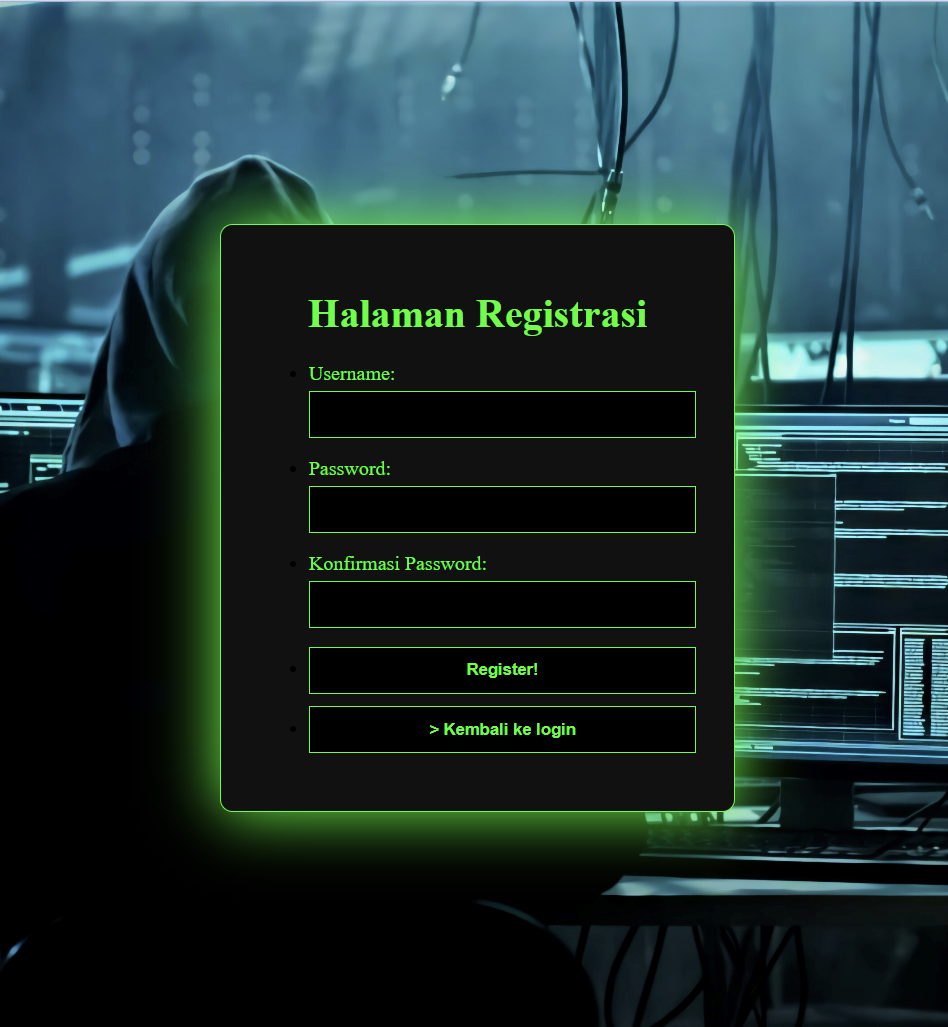 Halaman Registrasi
Username:
Password:
Konfirmasi Password:
Register!
> Kembali ke login